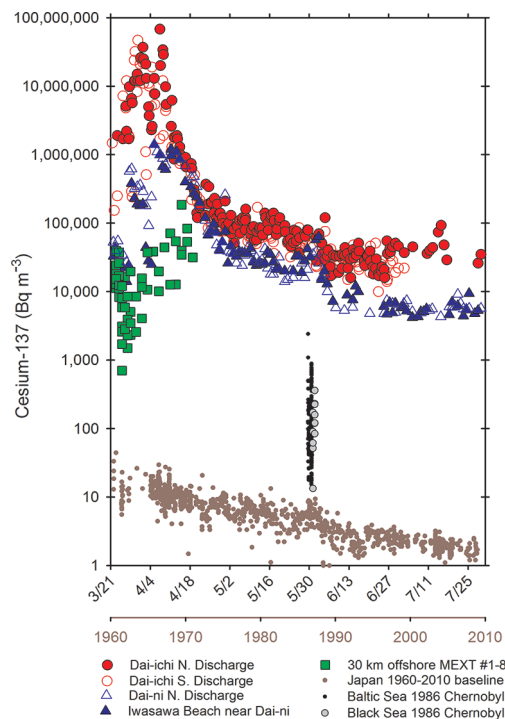 100,000,000
10,000,000
1,000,000
100,000
10,000
1,000
100
10
1
Cesium-137 (Bq m⁻³)
3/21 4/4 4/18 5/2 5/16 5/30 6/13 6/27 7/11 7/25
1960 1970 1980 1990 2000 2010
Dai-ichi N. Discharge
Dai-ichi S. Discharge
Dai-ni N. Discharge
Iwasawa Beach near Dai-ni
30 km offshore MEXT #1-8
Japan 1960-2010 baseline
Baltic Sea 1986 Chernobyl
Black Sea 1986 Chernobyl